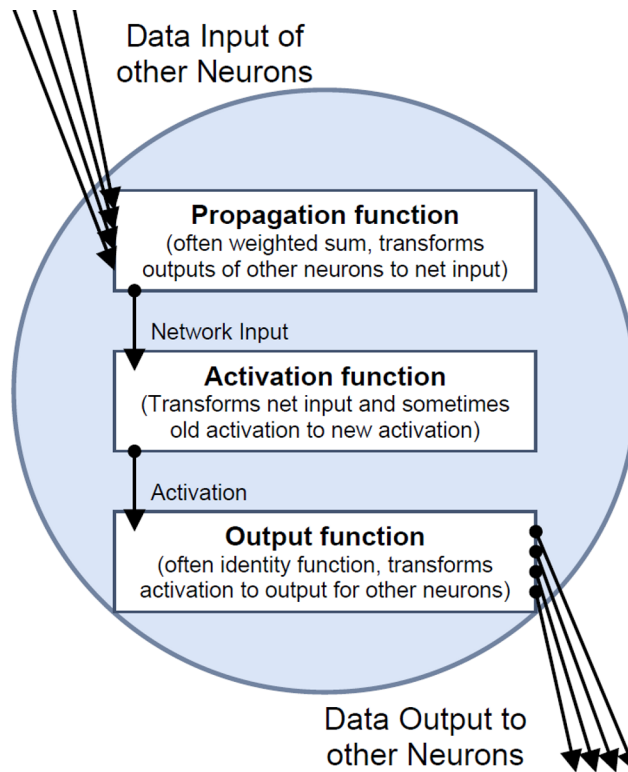 Data Input of
other Neurons
Propagation function
(often weighted sum, transforms
outputs of other neurons to net input)
Network Input
Activation function
(Transforms net input and sometimes
old activation to new activation)
Activation
Output function
(often identity function, transforms
activation to output for other neurons)
Data Output to
other Neurons